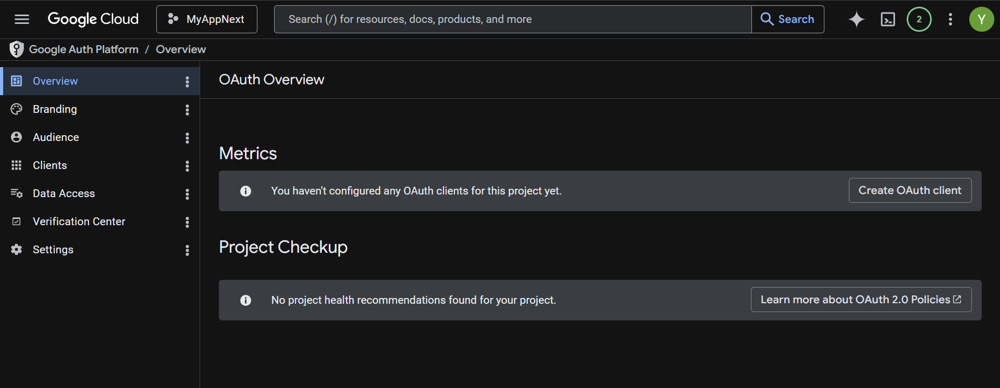 Google Cloud
MyAppNext
Search (/) for resources, docs, products, and more
Search
2
Y
Google Auth Platform / Overview
Overview
Branding
Audience
Clients
Data Access
Verification Center
Settings
OAuth Overview
Metrics
You haven't configured any OAuth clients for this project yet.
Create OAuth client
Project Checkup
No project health recommendations found for your project.
Learn more about OAuth 2.0 Policies